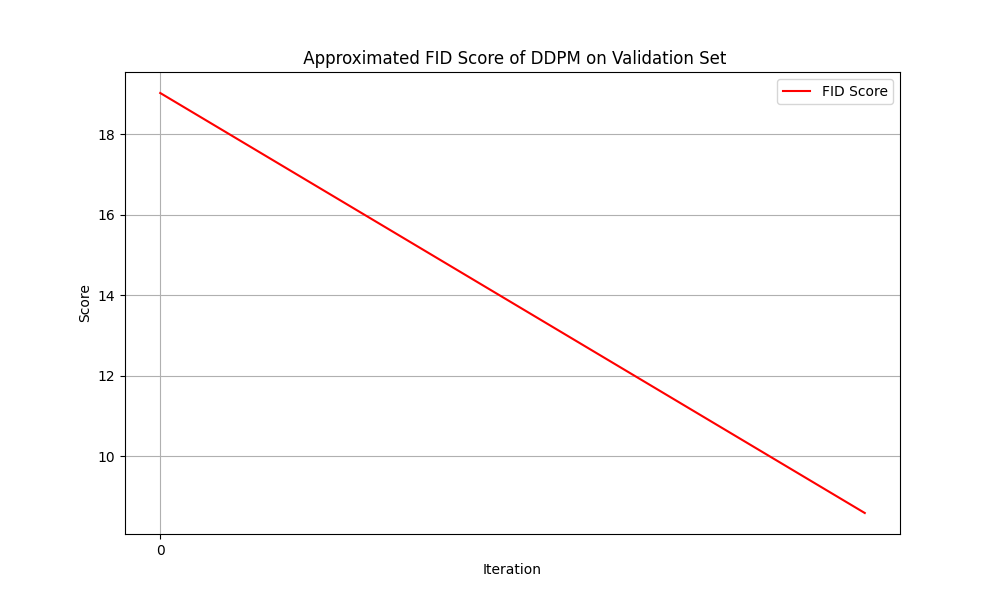 Approximated FID Score of DDPM on Validation Set
FID Score
18
16
14
12
10
Score
0
Iteration